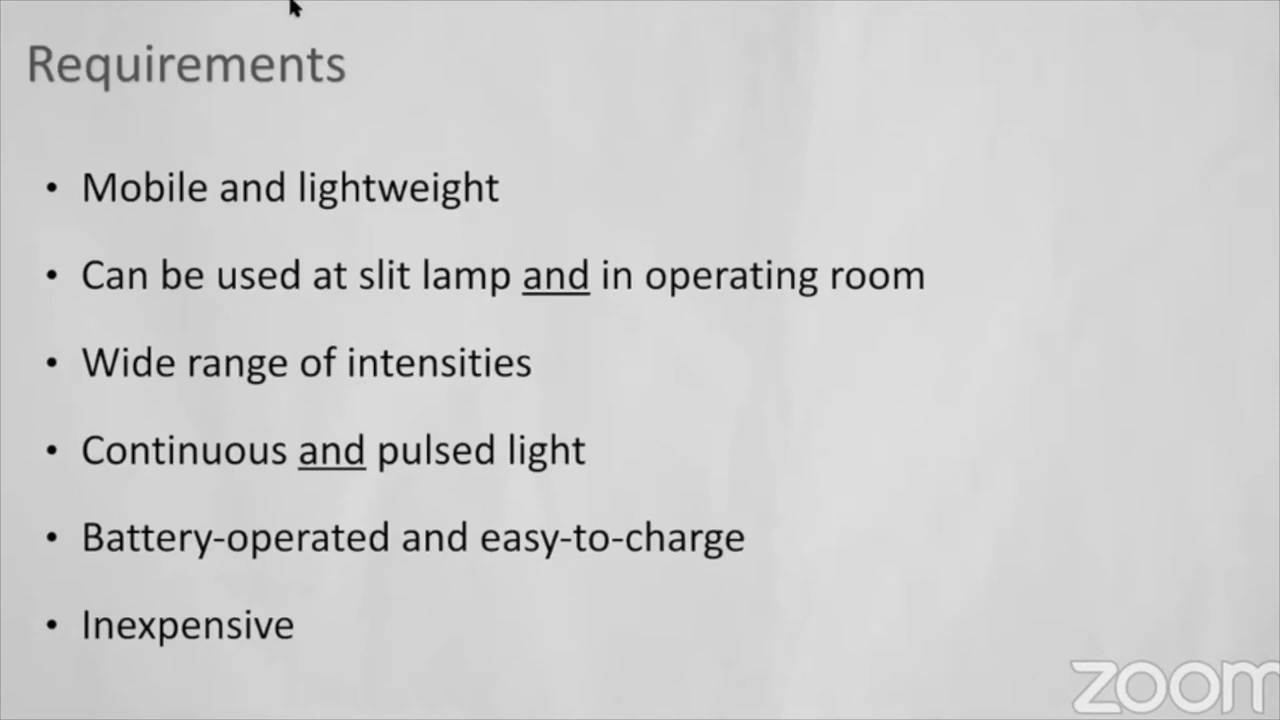 Requirements
• Mobile and lightweight
• Can be used at slit lamp and in operating room
• Wide range of intensities
• Continuous and pulsed light
• Battery-operated and easy-to-charge
• Inexpensive
zoom